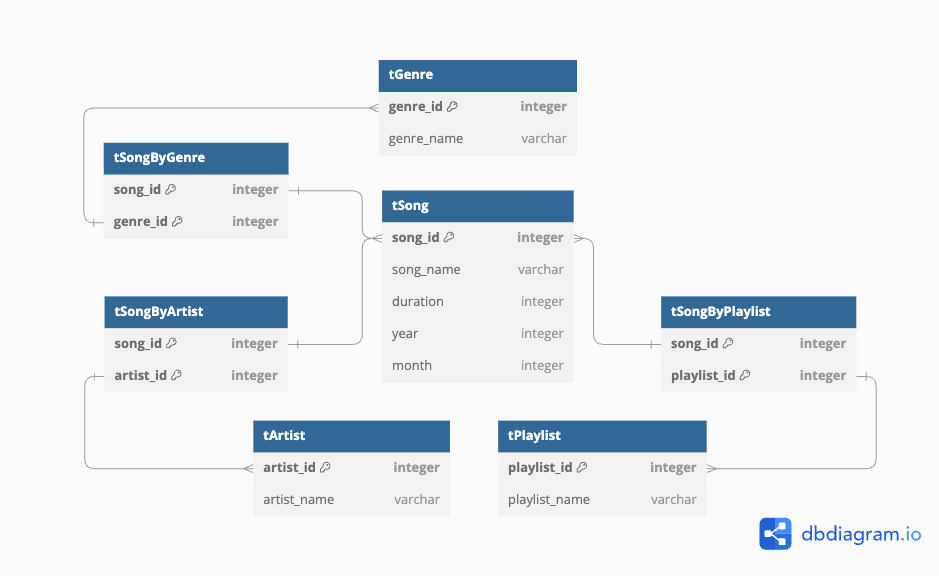 tGenre
genre_id integer
genre_name varchar
tSongByGenre
song_id integer
genre_id integer
tSong
song_id integer
song_name varchar
duration integer
year integer
month integer
tSongByArtist
song_id integer
artist_id integer
tSongByPlaylist
song_id integer
playlist_id integer
tArtist
artist_id integer
artist_name varchar
tPlaylist
playlist_id integer
playlist_name varchar
dbdiagram.io